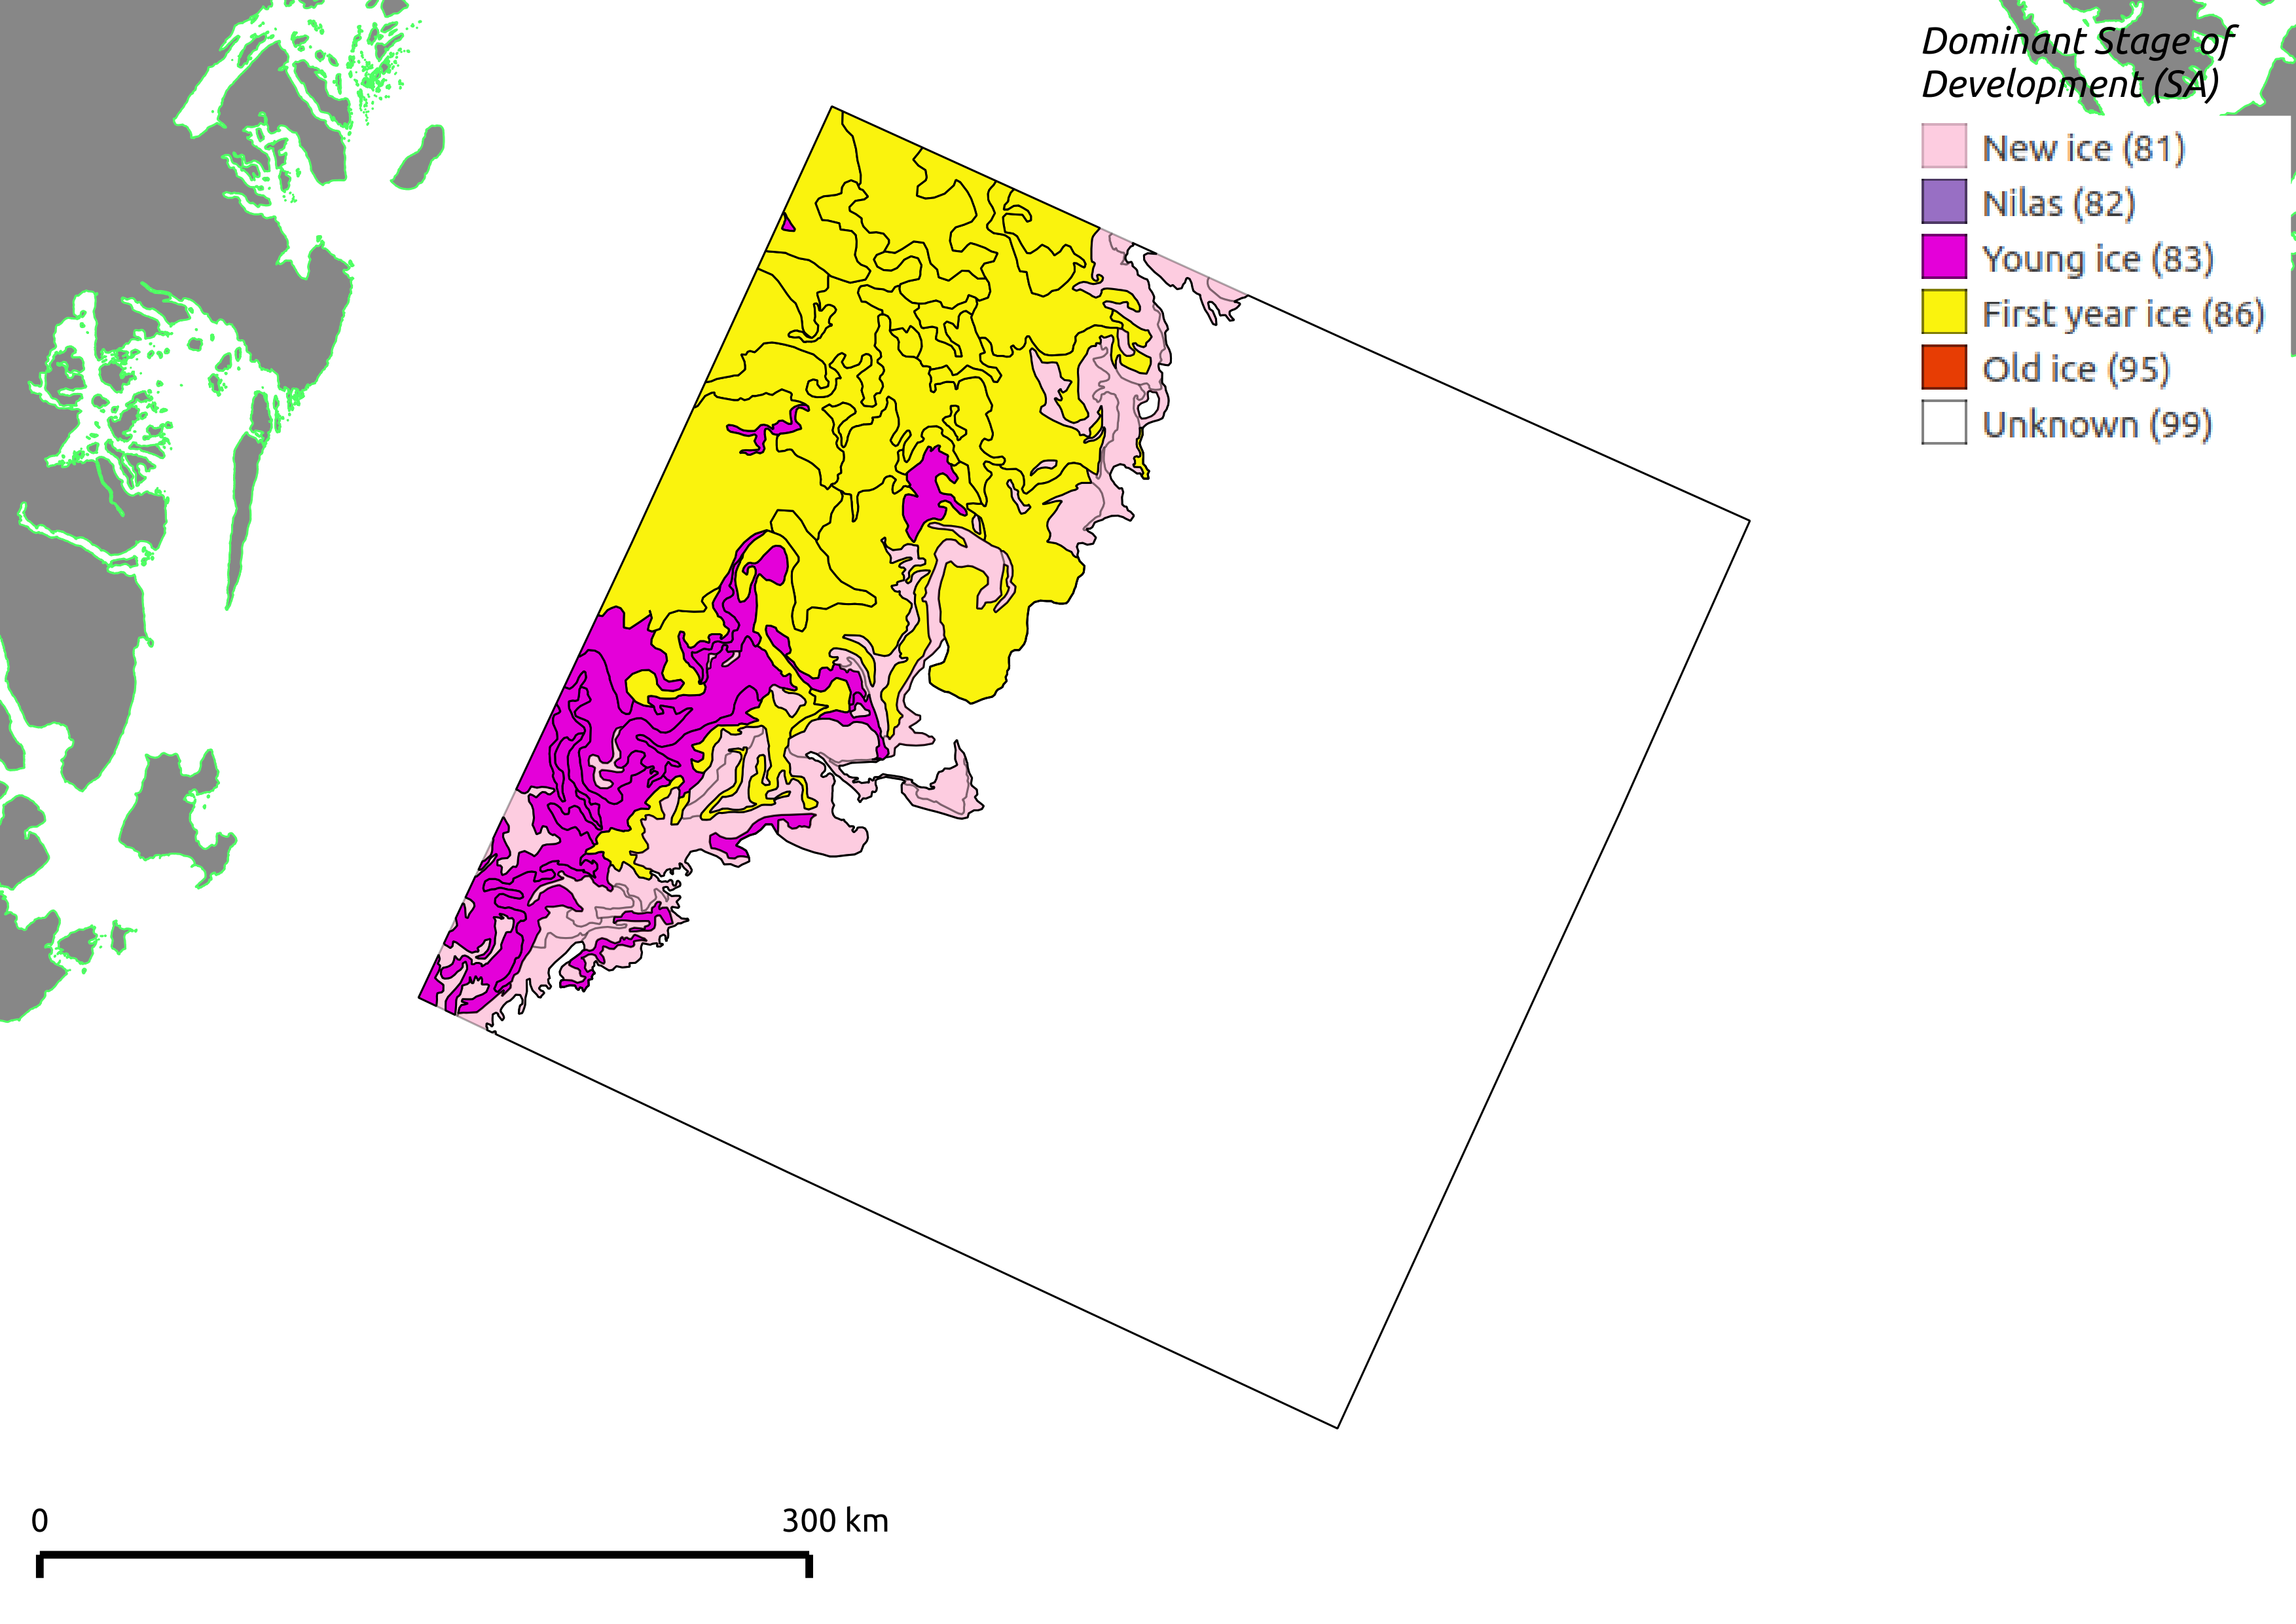 Dominant Stage of
Development (SA)
New ice (81)
Nilas (82)
Young ice (83)
First year ice (86)
Old ice (95)
Unknown (99)
0 300 km